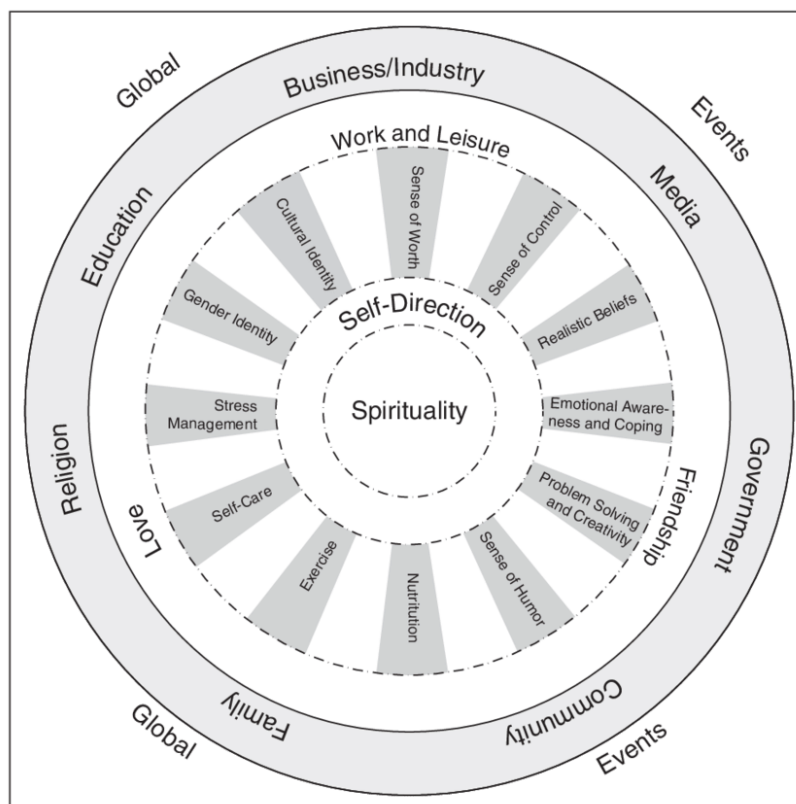 Global
Events
Business/Industry
Media
Government
Community
Family
Religion
Education
Global
Events
Work and Leisure
Friendship
Love
Sense of Worth
Sense of Control
Realistic Beliefs
Emotional Aware-
ness and Coping
Problem Solving
and Creativity
Sense of Humor
Nutritution
Exercise
Self-Care
Stress
Management
Gender Identity
Cultural Identity
Self-Direction
Spirituality